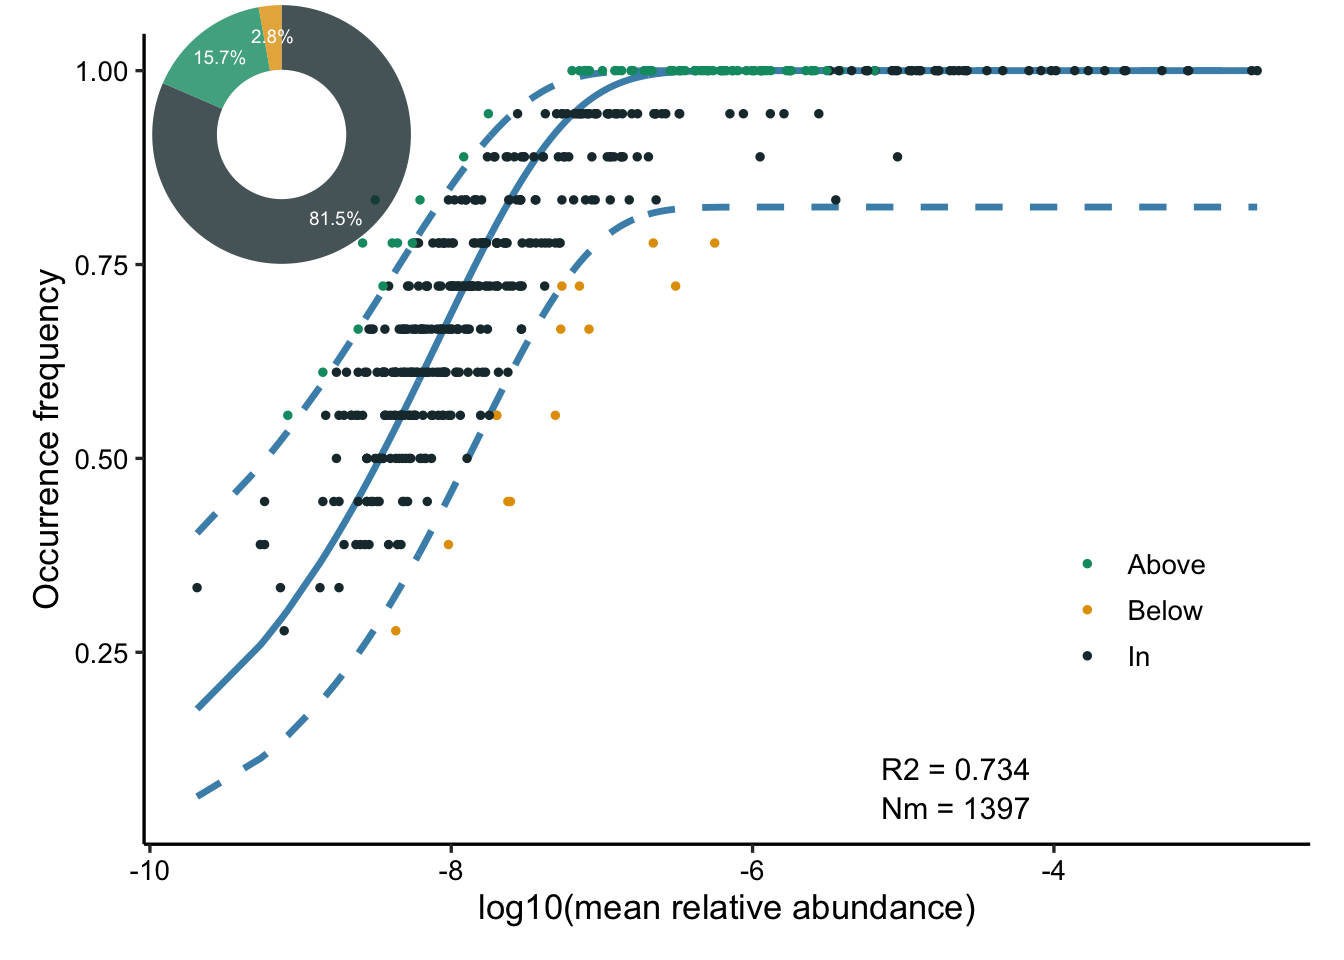 2.8%
15.7%
81.5%
1.00
0.75
0.50
0.25
Occurrence frequency
Above
Below
In
R2 = 0.734
Nm = 1397
-10 -8 -6 -4
log10(mean relative abundance)